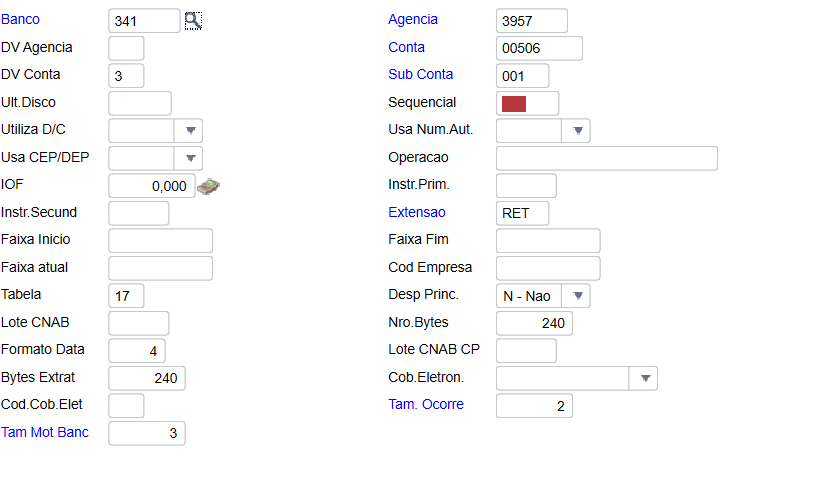 Banco 341 Agencia 3957
DV Agencia Conta 00506
DV Conta 3 Sub Conta 001
Ult.Disco Sequencial
Utiliza D/C Usa Num.Aut.
Usa CEP/DEP Operacao
IOF 0,000 Instr.Prim.
Instr.Secund Extensao RET
Faixa Inicio Faixa Fim
Faixa atual Cod Empresa
Tabela 17 Desp Princ. N - Nao
Lote CNAB Nro.Bytes 240
Formato Data 4 Lote CNAB CP
Bytes Extrat 240 Cob.Eletron.
Cod.Cob.Elet Tam. Ocorre 2
Tam Mot Banc 3